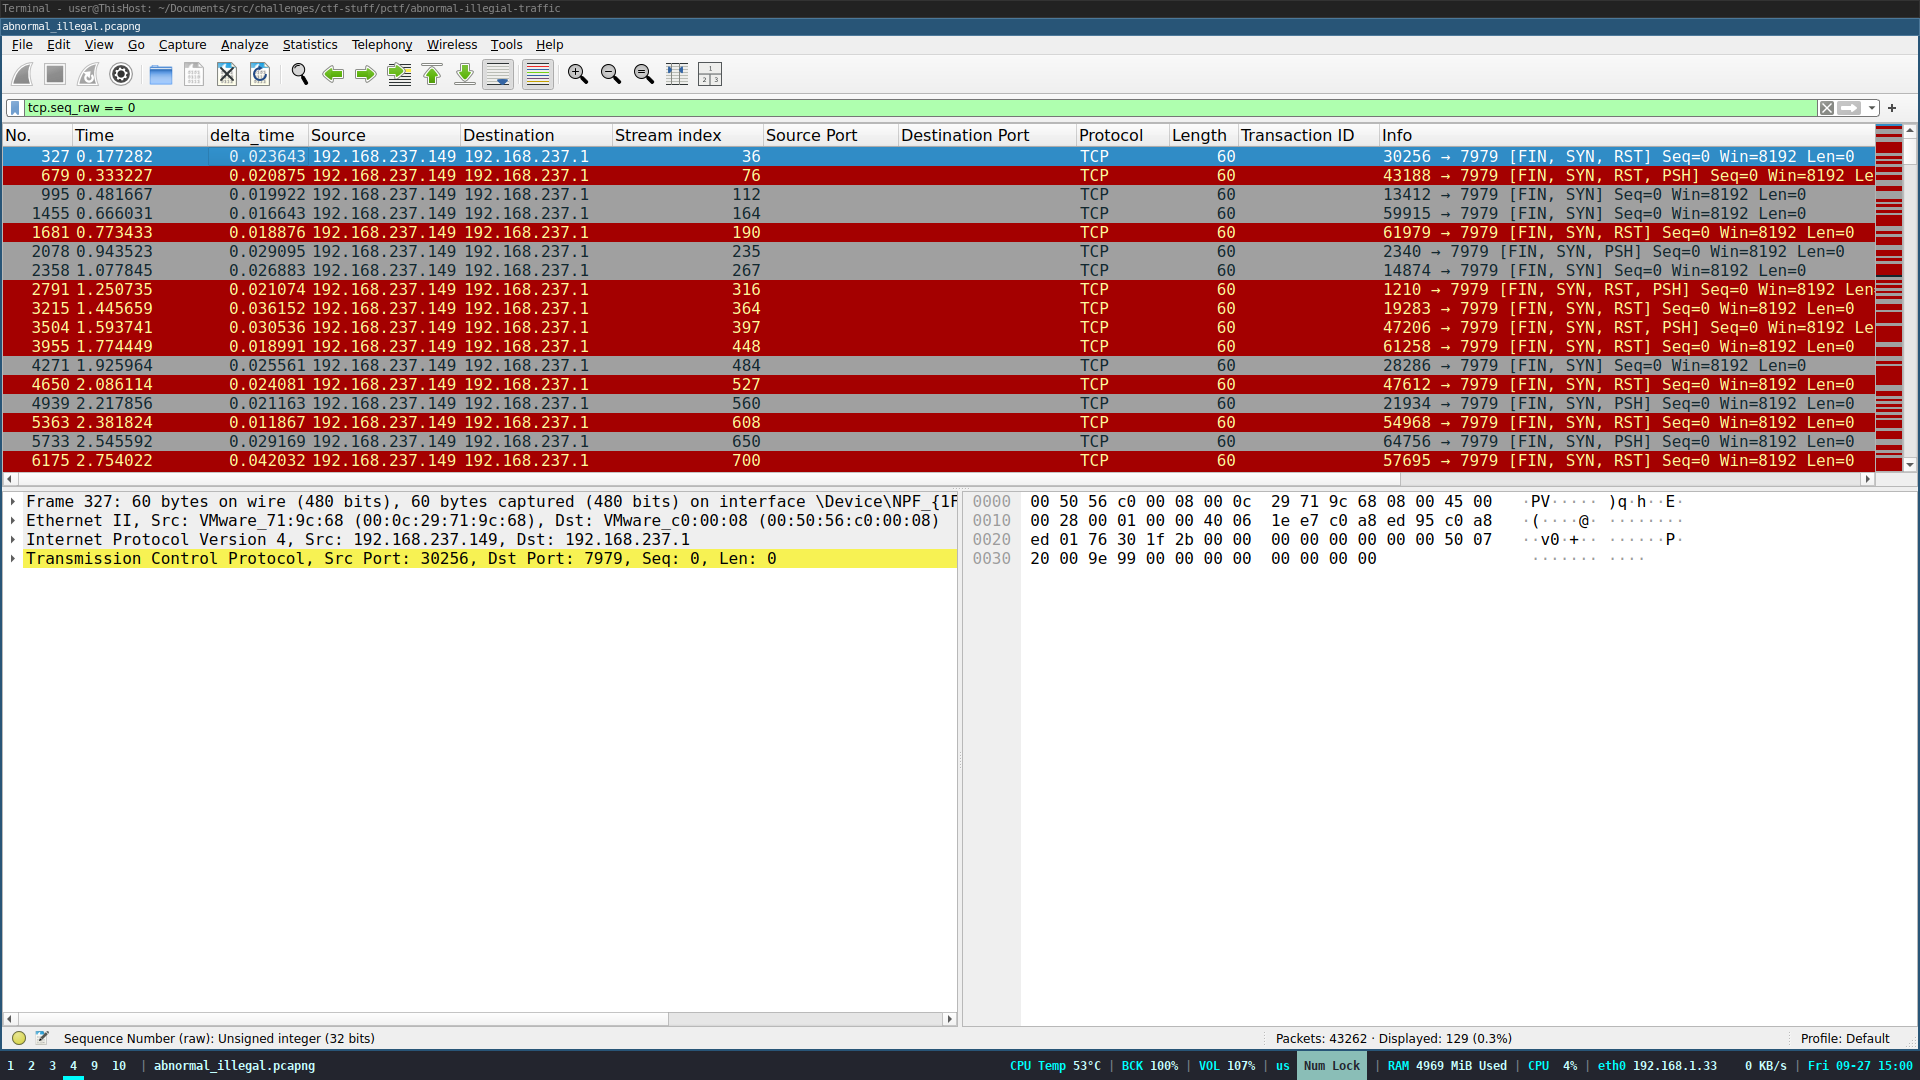 Terminal - user@ThisHost: ~/Documents/src/challenges/ctf-stuff/pctf/abnormal-illegial-traffic
abnormal_illegal.pcapng
File Edit View Go Capture Analyze Statistics Telephony Wireless Tools Help
tcp.seq_raw == 0
No. Time delta_time Source Destination Stream index Source Port Destination Port Protocol Length Transaction ID Info
327 0.177282 0.023643 192.168.237.149 192.168.237.1 36 TCP 60 30256 → 7979 [FIN, SYN, RST] Seq=0 Win=8192 Len=0
679 0.333227 0.020875 192.168.237.149 192.168.237.1 76 TCP 60 43188 → 7979 [FIN, SYN, RST, PSH] Seq=0 Win=8192 Le
995 0.481667 0.019922 192.168.237.149 192.168.237.1 112 TCP 60 13412 → 7979 [FIN, SYN] Seq=0 Win=8192 Len=0
1455 0.666031 0.016643 192.168.237.149 192.168.237.1 164 TCP 60 59915 → 7979 [FIN, SYN] Seq=0 Win=8192 Len=0
1681 0.773433 0.018876 192.168.237.149 192.168.237.1 190 TCP 60 61979 → 7979 [FIN, SYN, RST] Seq=0 Win=8192 Len=0
2078 0.943523 0.029095 192.168.237.149 192.168.237.1 235 TCP 60 2340 → 7979 [FIN, SYN, PSH] Seq=0 Win=8192 Len=0
2358 1.077845 0.026883 192.168.237.149 192.168.237.1 267 TCP 60 14874 → 7979 [FIN, SYN] Seq=0 Win=8192 Len=0
2791 1.250735 0.021074 192.168.237.149 192.168.237.1 316 TCP 60 1210 → 7979 [FIN, SYN, RST, PSH] Seq=0 Win=8192 Len
3215 1.445659 0.036152 192.168.237.149 192.168.237.1 364 TCP 60 19283 → 7979 [FIN, SYN, RST] Seq=0 Win=8192 Len=0
3504 1.593741 0.030536 192.168.237.149 192.168.237.1 397 TCP 60 47206 → 7979 [FIN, SYN, RST, PSH] Seq=0 Win=8192 Le
3955 1.774449 0.018991 192.168.237.149 192.168.237.1 448 TCP 60 61258 → 7979 [FIN, SYN, RST] Seq=0 Win=8192 Len=0
4271 1.925964 0.025561 192.168.237.149 192.168.237.1 484 TCP 60 28286 → 7979 [FIN, SYN] Seq=0 Win=8192 Len=0
4650 2.086114 0.024081 192.168.237.149 192.168.237.1 527 TCP 60 47612 → 7979 [FIN, SYN, RST] Seq=0 Win=8192 Len=0
4939 2.217856 0.021163 192.168.237.149 192.168.237.1 560 TCP 60 21934 → 7979 [FIN, SYN, PSH] Seq=0 Win=8192 Len=0
5363 2.381824 0.011867 192.168.237.149 192.168.237.1 608 TCP 60 54968 → 7979 [FIN, SYN, RST] Seq=0 Win=8192 Len=0
5733 2.545592 0.029169 192.168.237.149 192.168.237.1 650 TCP 60 64756 → 7979 [FIN, SYN, PSH] Seq=0 Win=8192 Len=0
6175 2.754022 0.042032 192.168.237.149 192.168.237.1 700 TCP 60 57695 → 7979 [FIN, SYN, RST] Seq=0 Win=8192 Len=0
Frame 327: 60 bytes on wire (480 bits), 60 bytes captured (480 bits) on interface \Device\NPF_{1F
Ethernet II, Src: VMware_71:9c:68 (00:0c:29:71:9c:68), Dst: VMware_c0:00:08 (00:50:56:c0:00:08)
Internet Protocol Version 4, Src: 192.168.237.149, Dst: 192.168.237.1
Transmission Control Protocol, Src Port: 30256, Dst Port: 7979, Seq: 0, Len: 0
0000 00 50 56 c0 00 08 00 0c 29 71 9c 68 08 00 45 00 ·PV····· )q·h··E·
0010 00 28 00 01 00 00 40 06 1e e7 c0 a8 ed 95 c0 a8 ·(····@· ········
0020 ed 01 76 30 1f 2b 00 00 00 00 00 00 00 00 50 07 ··v0·+·· ······P·
0030 20 00 9e 99 00 00 00 00 00 00 00 00 ······· ····
Sequence Number (raw): Unsigned integer (32 bits) Packets: 43262 · Displayed: 129 (0.3%) Profile: Default
1 2 3 4 9 10 | abnormal_illegal.pcapng CPU Temp 53°C | BCK 100% | VOL 107% | us Num Lock | RAM 4969 MiB Used | CPU 4% | eth0 192.168.1.33 0 KB/s | Fri 09-27 15:00